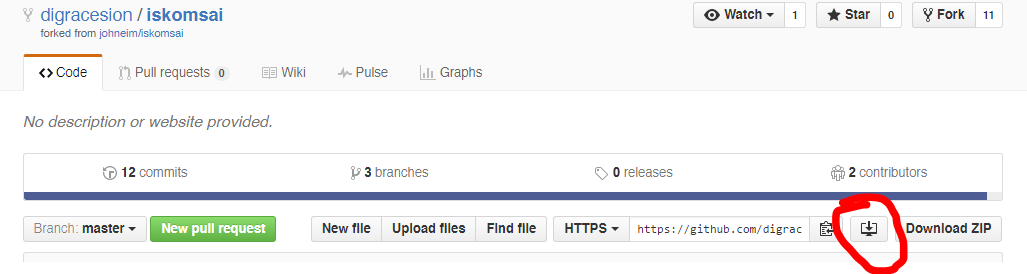 digracesion / iskomsai
Watch 1 Star 0 Fork 11
forked from johneim/iskomsai
Code Pull requests 0 Wiki Pulse Graphs
No description or website provided.
12 commits 3 branches 0 releases 2 contributors
Branch: master New pull request New file Upload files Find file HTTPS https://github.com/digrac Download ZIP